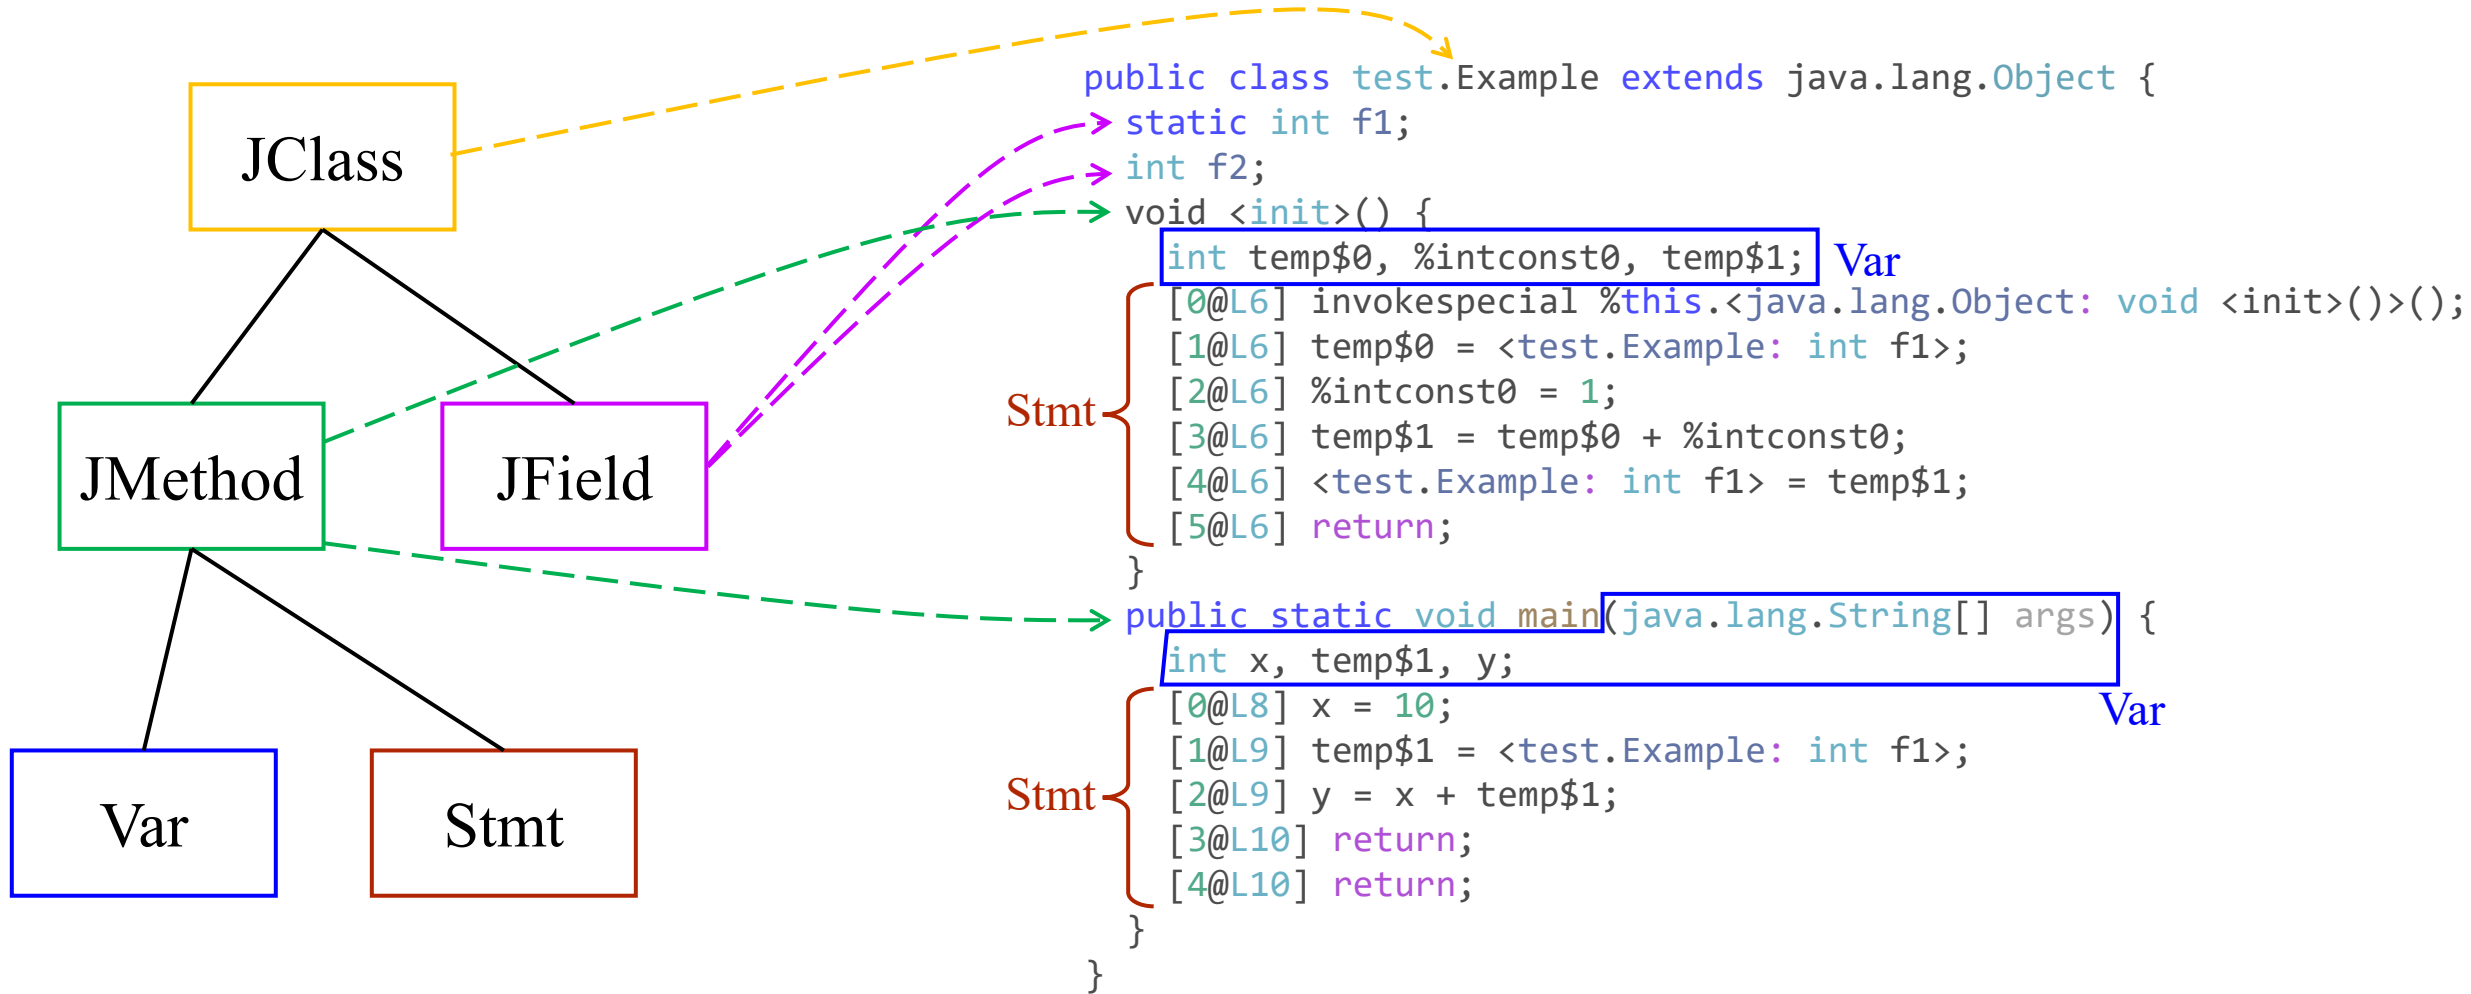 JClass
JMethod
JField
Var
Stmt
public class test.Example extends java.lang.Object {
static int f1;
int f2;
void <init>() {
int temp$0, %intconst0, temp$1;
Var
[0@L6] invokespecial %this.<java.lang.Object: void <init>()>();
[1@L6] temp$0 = <test.Example: int f1>;
[2@L6] %intconst0 = 1;
Stmt
[3@L6] temp$1 = temp$0 + %intconst0;
[4@L6] <test.Example: int f1> = temp$1;
[5@L6] return;
}
public static void main(java.lang.String[] args) {
int x, temp$1, y;
Var
[0@L8] x = 10;
[1@L9] temp$1 = <test.Example: int f1>;
Stmt
[2@L9] y = x + temp$1;
[3@L10] return;
[4@L10] return;
}
}